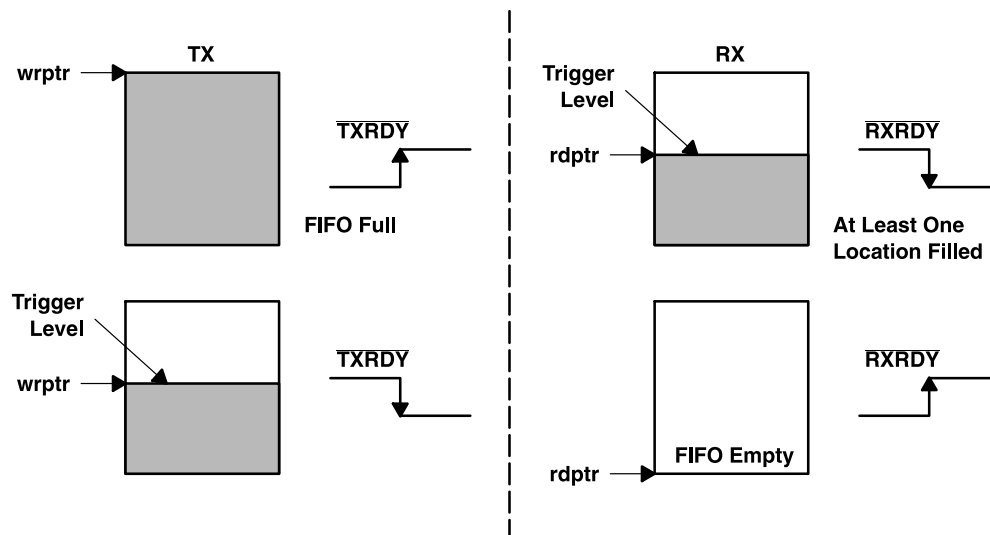 TX
wrptr
TXRDY
FIFO Full
Trigger
Level
wrptr
TXRDY
RX
Trigger
Level
rdptr
RXRDY
At Least One
Location Filled
RXRDY
FIFO Empty
rdptr